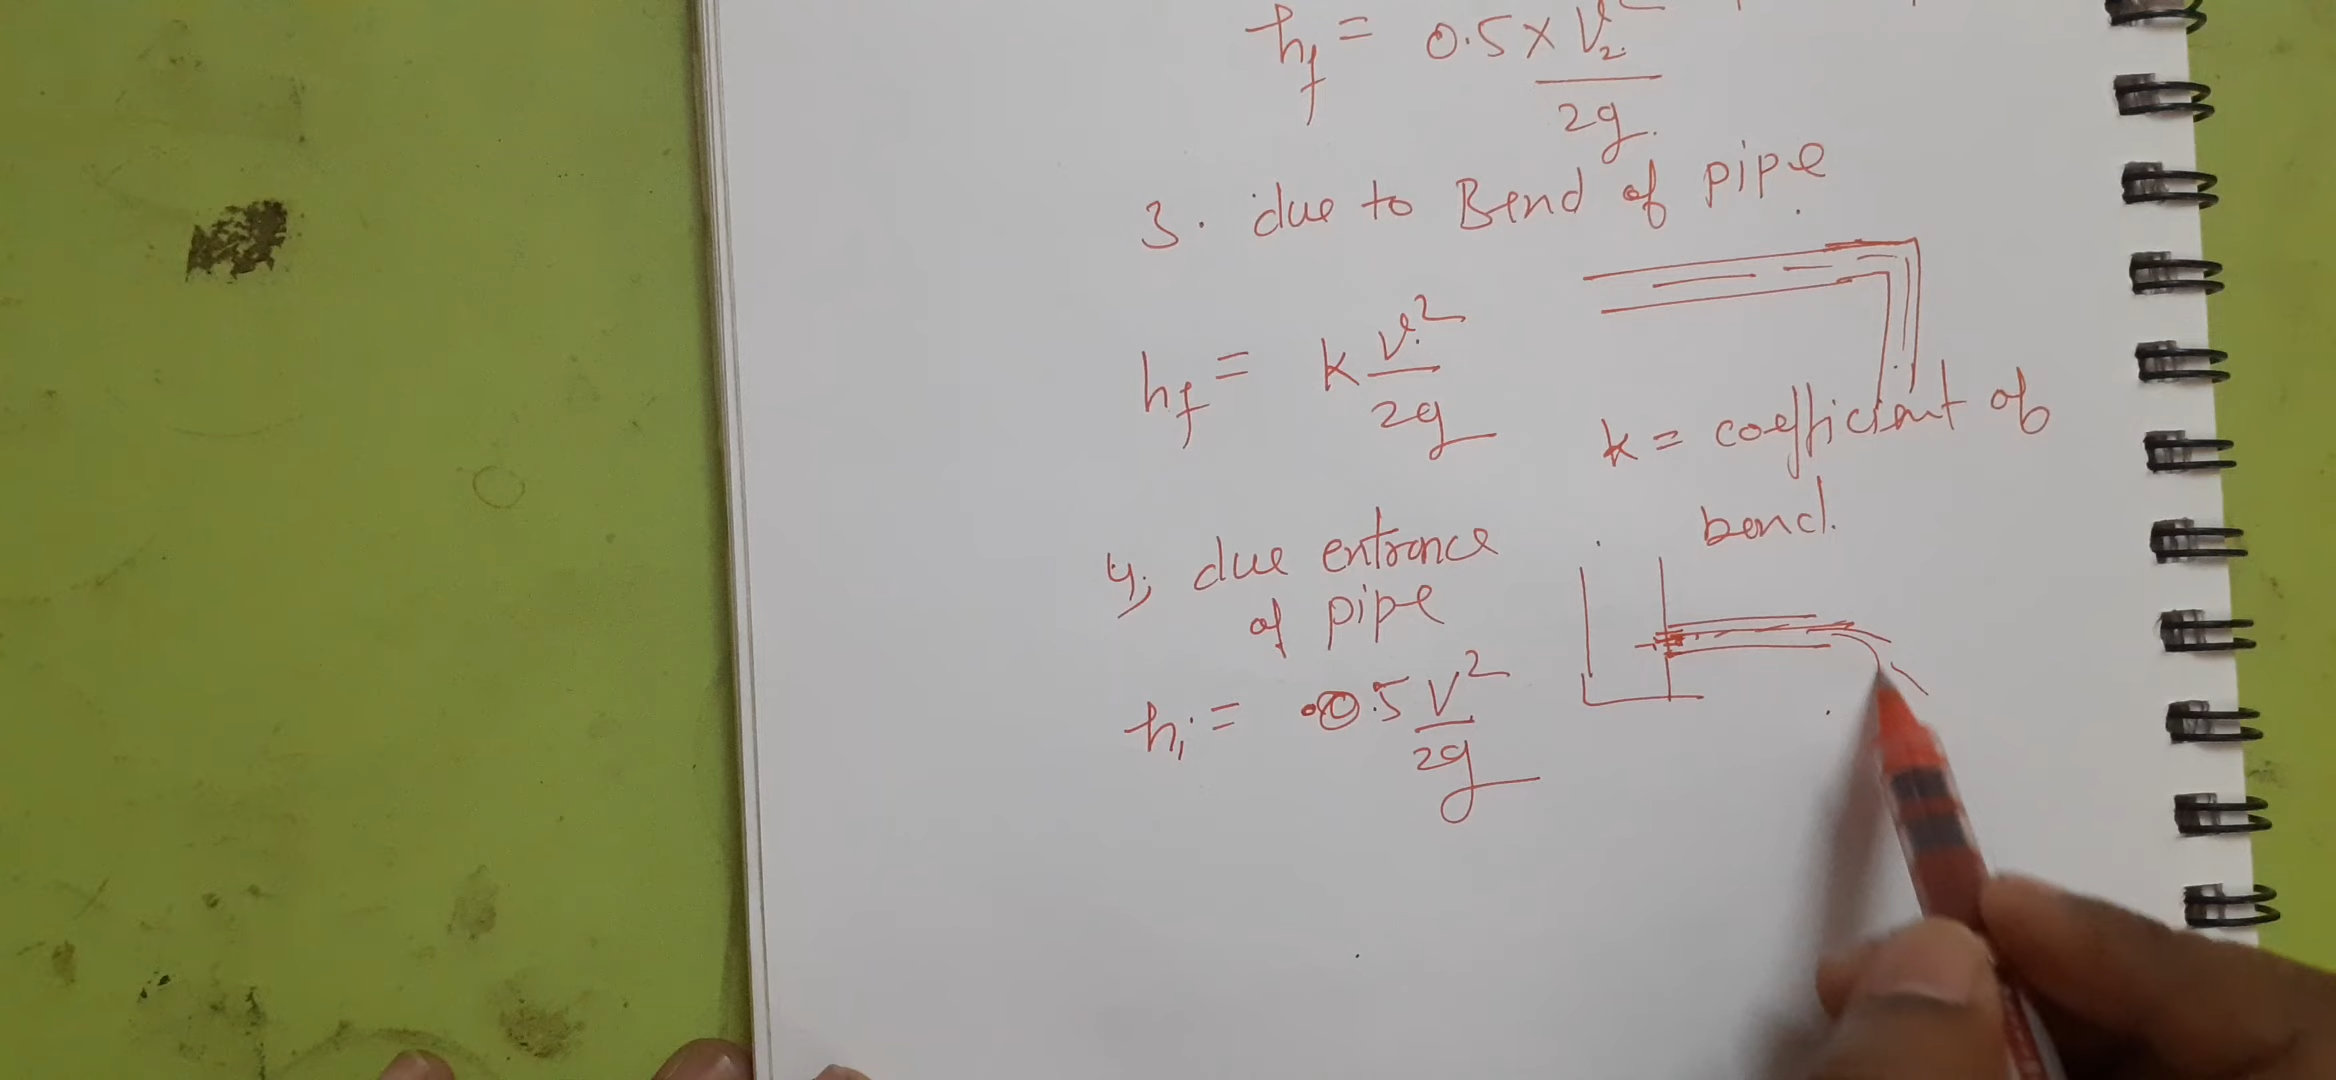 hf = 0.5 x V₂²
2g
3. due to Bend of pipe
hf = k V²
2g
k = coefficient of
bend.
4, due entrance
of pipe
hi = 0.5 V²
2g